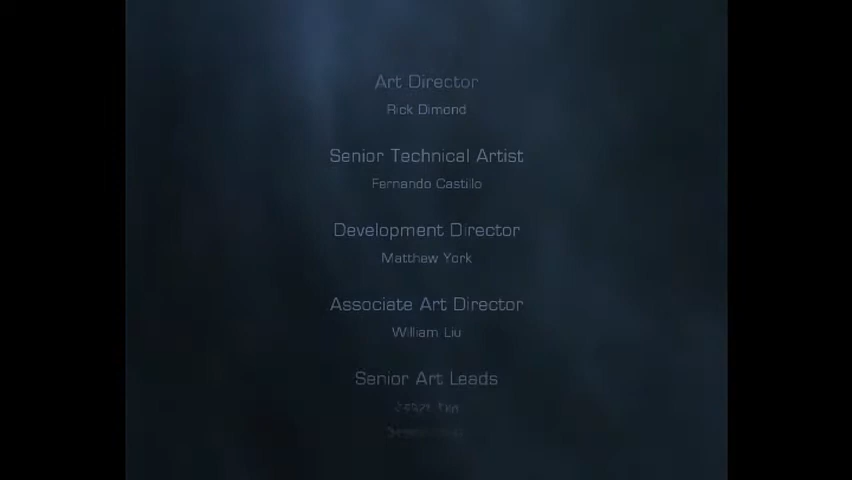 Art Director
Rick Dimond
Senior Technical Artist
Fernando Castillo
Development Director
Matthew York
Associate Art Director
William Liu
Senior Art Leads